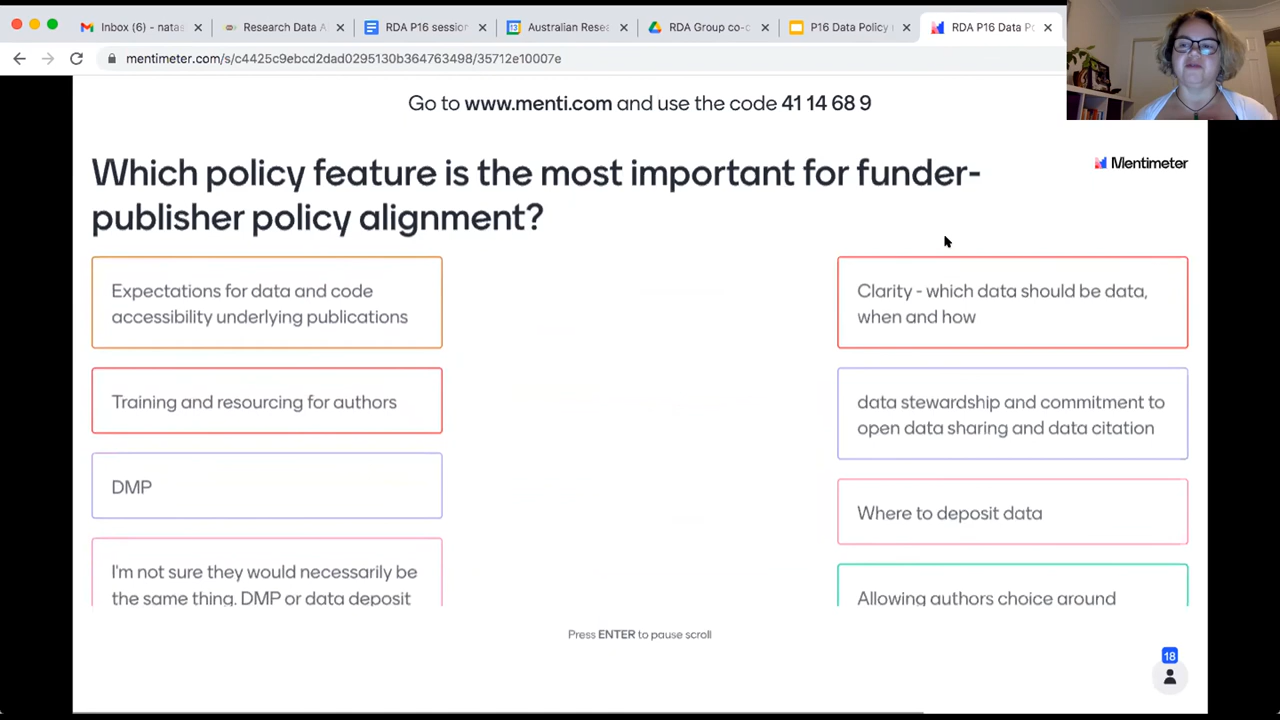 Inbox (6) - natas
Research Data A
RDA P16 session
Australian Resea
RDA Group co-c
P16 Data Policy
RDA P16 Data Po
mentimeter.com/s/c4425c9ebcd2dad0295130b364763498/35712e10007e
Go to www.menti.com and use the code 41 14 68 9
Which policy feature is the most important for funder-
publisher policy alignment?
Mentimeter
Expectations for data and code
accessibility underlying publications
Training and resourcing for authors
DMP
I'm not sure they would necessarily be
the same thing. DMP or data deposit
Clarity - which data should be data,
when and how
data stewardship and commitment to
open data sharing and data citation
Where to deposit data
Allowing authors choice around
Press ENTER to pause scroll
18